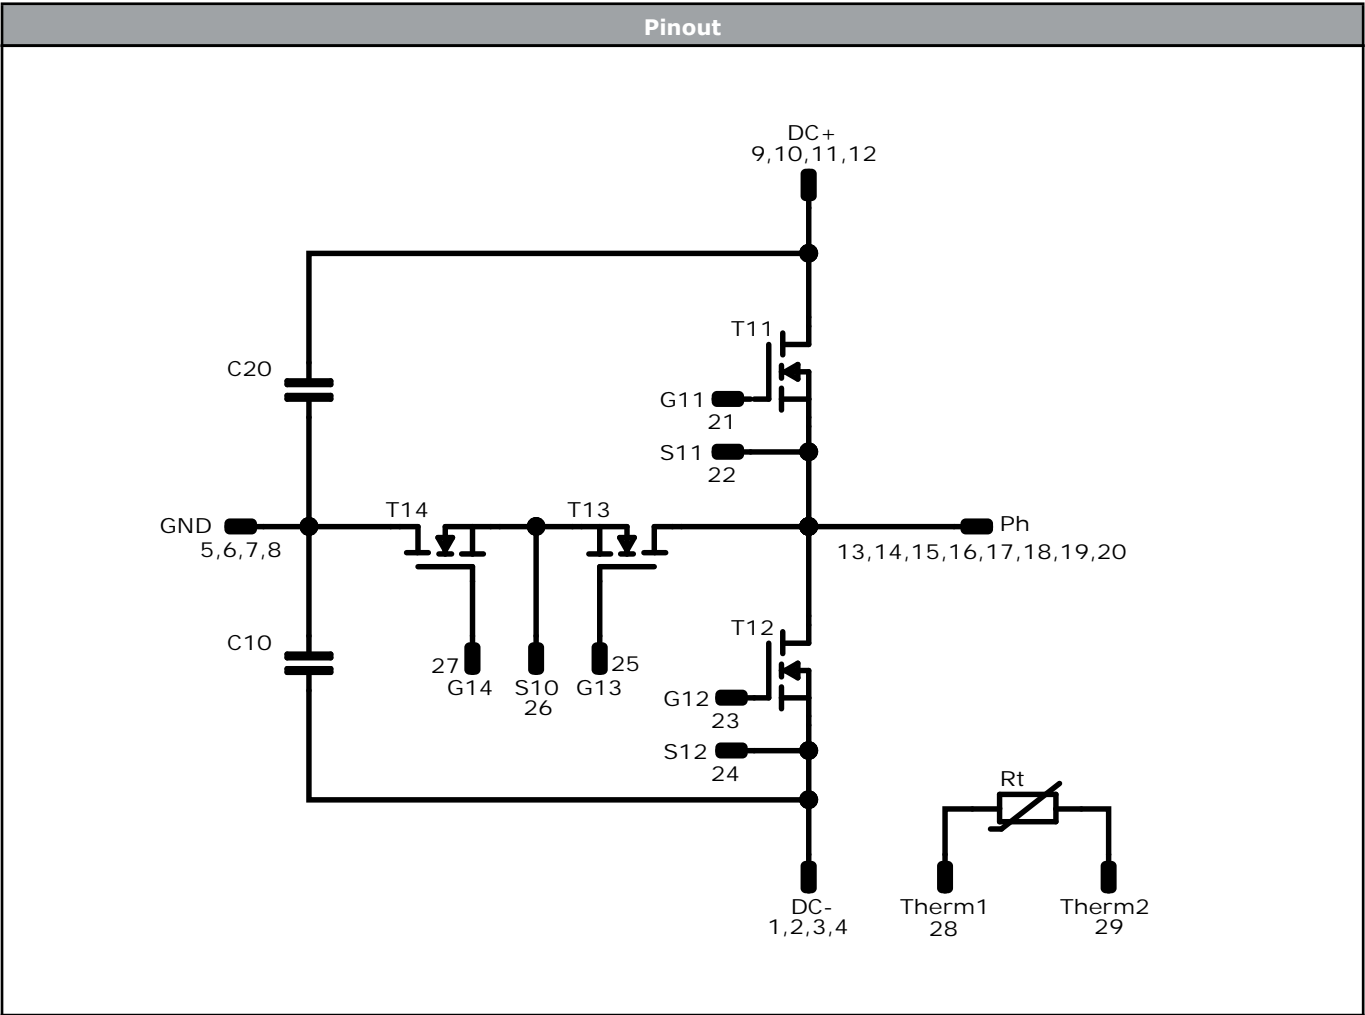 Pinout
DC+
9,10,11,12
T11
C20
G11
21
S11
22
T14
T13
GND
5,6,7,8
Ph
13,14,15,16,17,18,19,20
C10
T12
27
25
G14
S10
G13
26
G12
23
S12
24
Rt
DC-
1,2,3,4
Therm1
28
Therm2
29